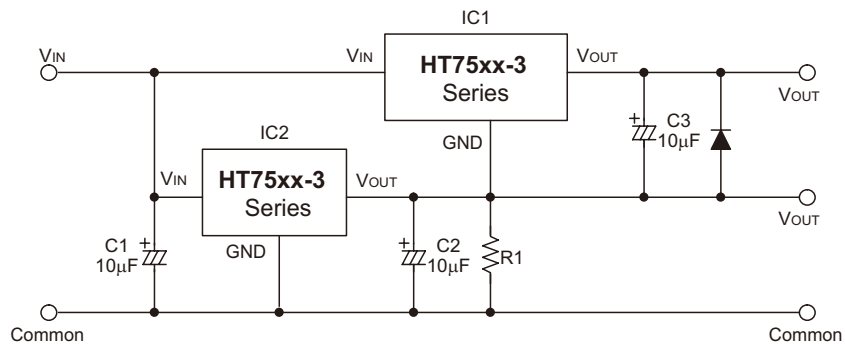 IC1
VIN
VIN
HT75xx-3
Series
VOUT
VOUT
GND
C3
10μF
IC2
VIN
HT75xx-3
Series
VOUT
VOUT
GND
C1
10μF
C2
10μF
R1
Common
Common